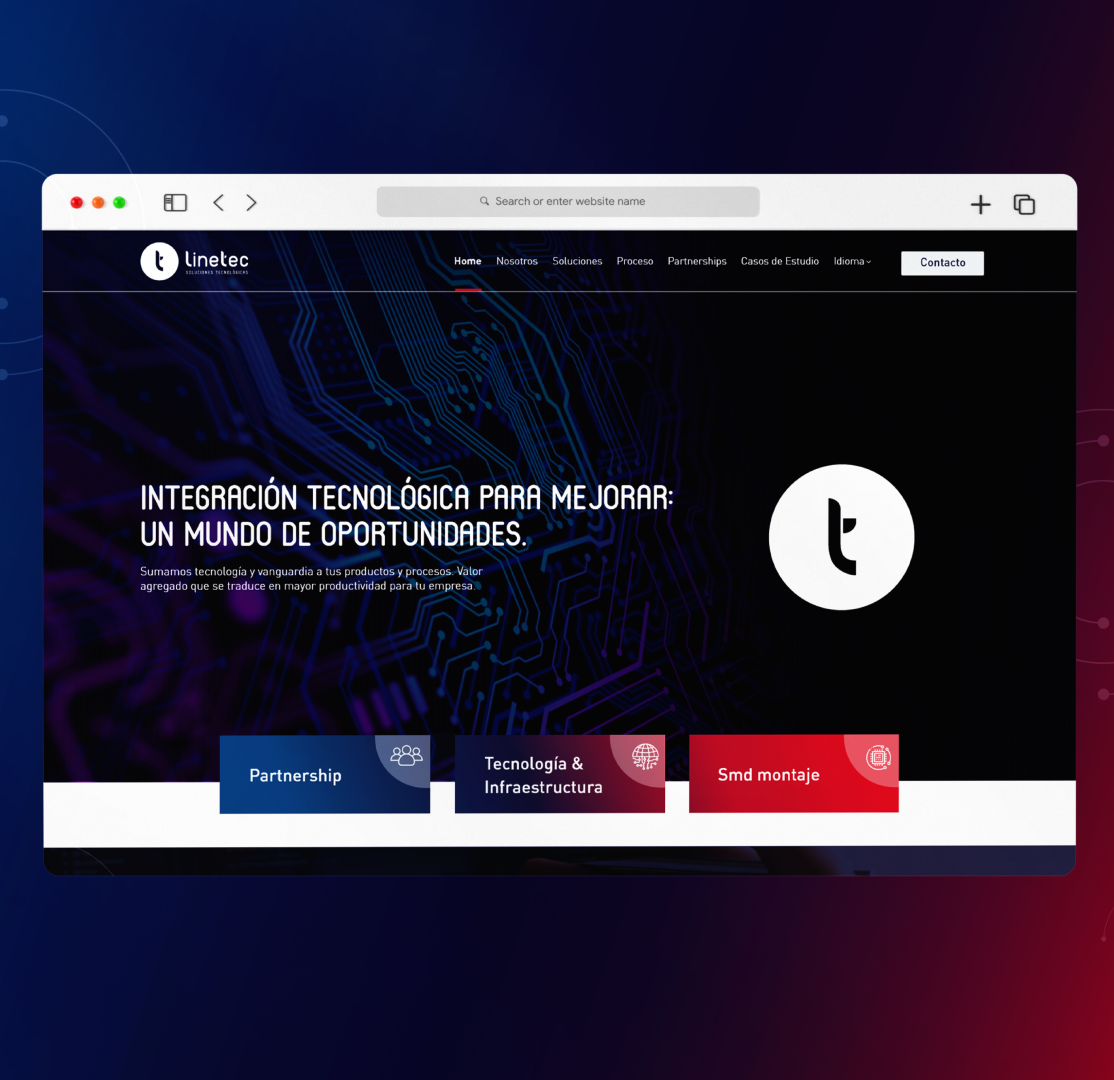 Search or enter website name
linetec
SOLUCIONES TECNOLÓGICAS
Home Nosotros Soluciones Proceso Partnerships Casos de Estudio Idioma Contacto
INTEGRACIÓN TECNOLÓGICA PARA MEJORAR:
UN MUNDO DE OPORTUNIDADES.
Sumamos tecnología y vanguardia a tus productos y procesos. Valor
agregado que se traduce en mayor productividad para tu empresa.
t
Partnership
Tecnología &
Infraestructura
Smd montaje